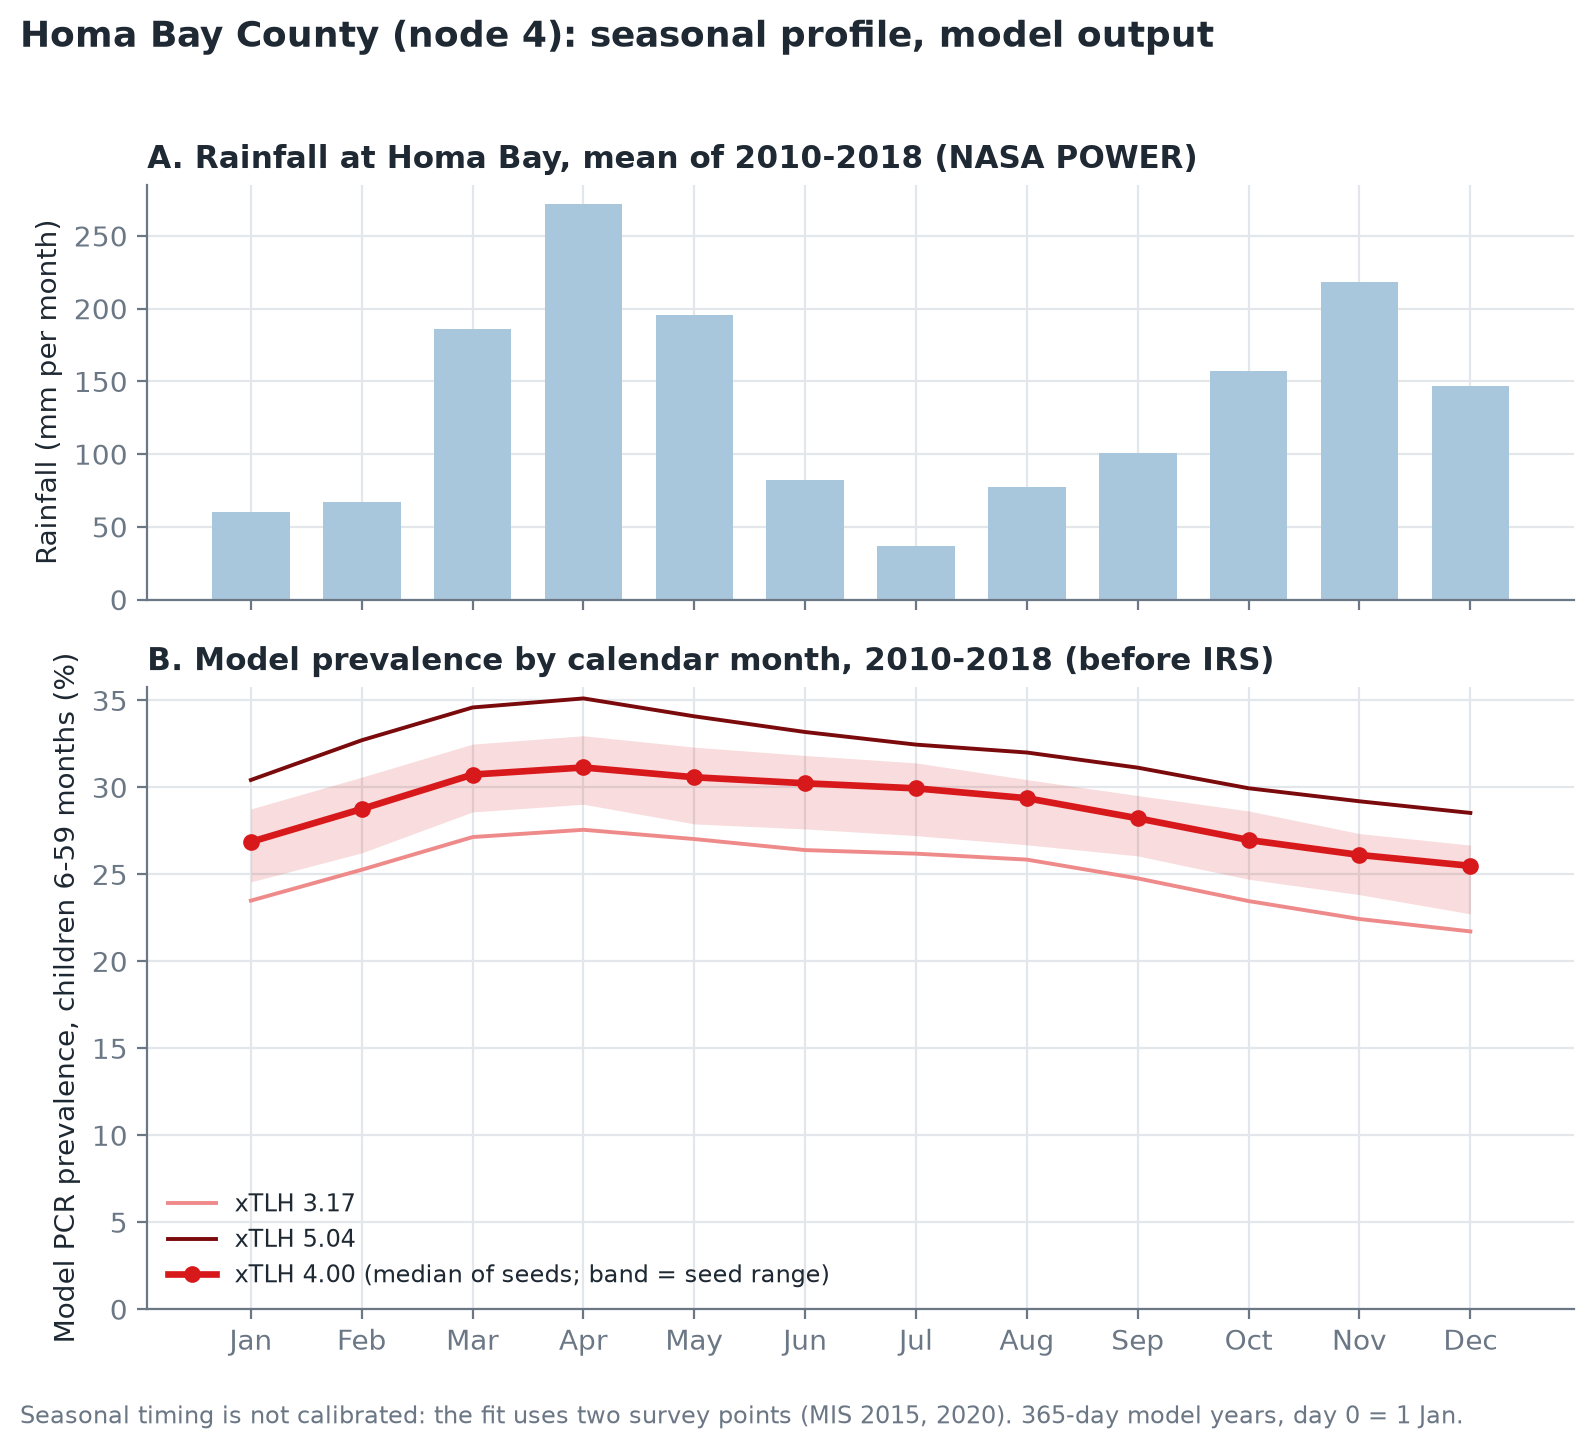 Homa Bay County (node 4): seasonal profile, model output
A. Rainfall at Homa Bay, mean of 2010-2018 (NASA POWER)
Rainfall (mm per month)
250
200
150
100
50
0
B. Model prevalence by calendar month, 2010-2018 (before IRS)
Model PCR prevalence, children 6-59 months (%)
35
30
25
20
15
10
5
0
xTLH 3.17
xTLH 5.04
xTLH 4.00 (median of seeds; band = seed range)
Jan Feb Mar Apr May Jun Jul Aug Sep Oct Nov Dec
Seasonal timing is not calibrated: the fit uses two survey points (MIS 2015, 2020). 365-day model years, day 0 = 1 Jan.